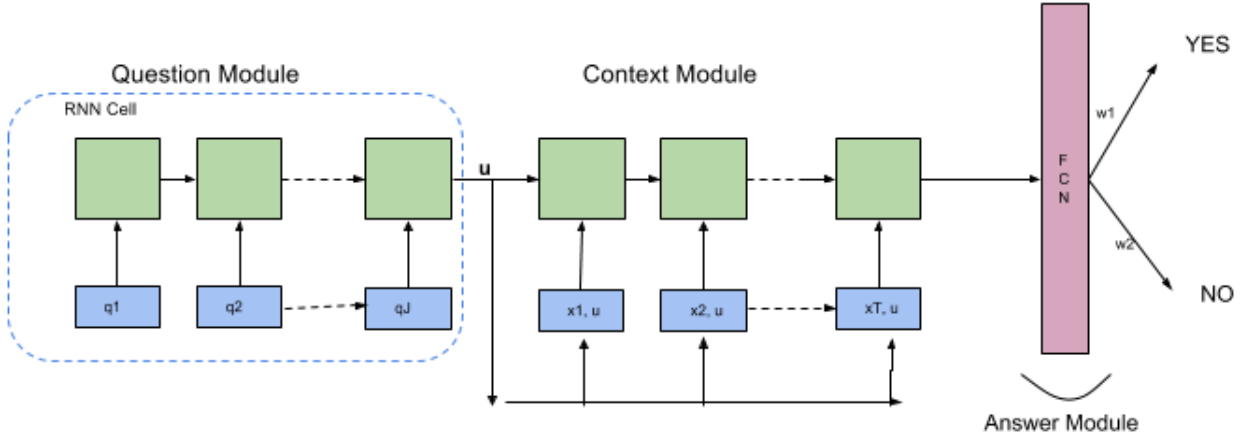 Question Module
Context Module
YES
RNN Cell
w1
u
F
C
N
w2
q1
q2
qJ
x1, u
x2, u
xT, u
NO
Answer Module